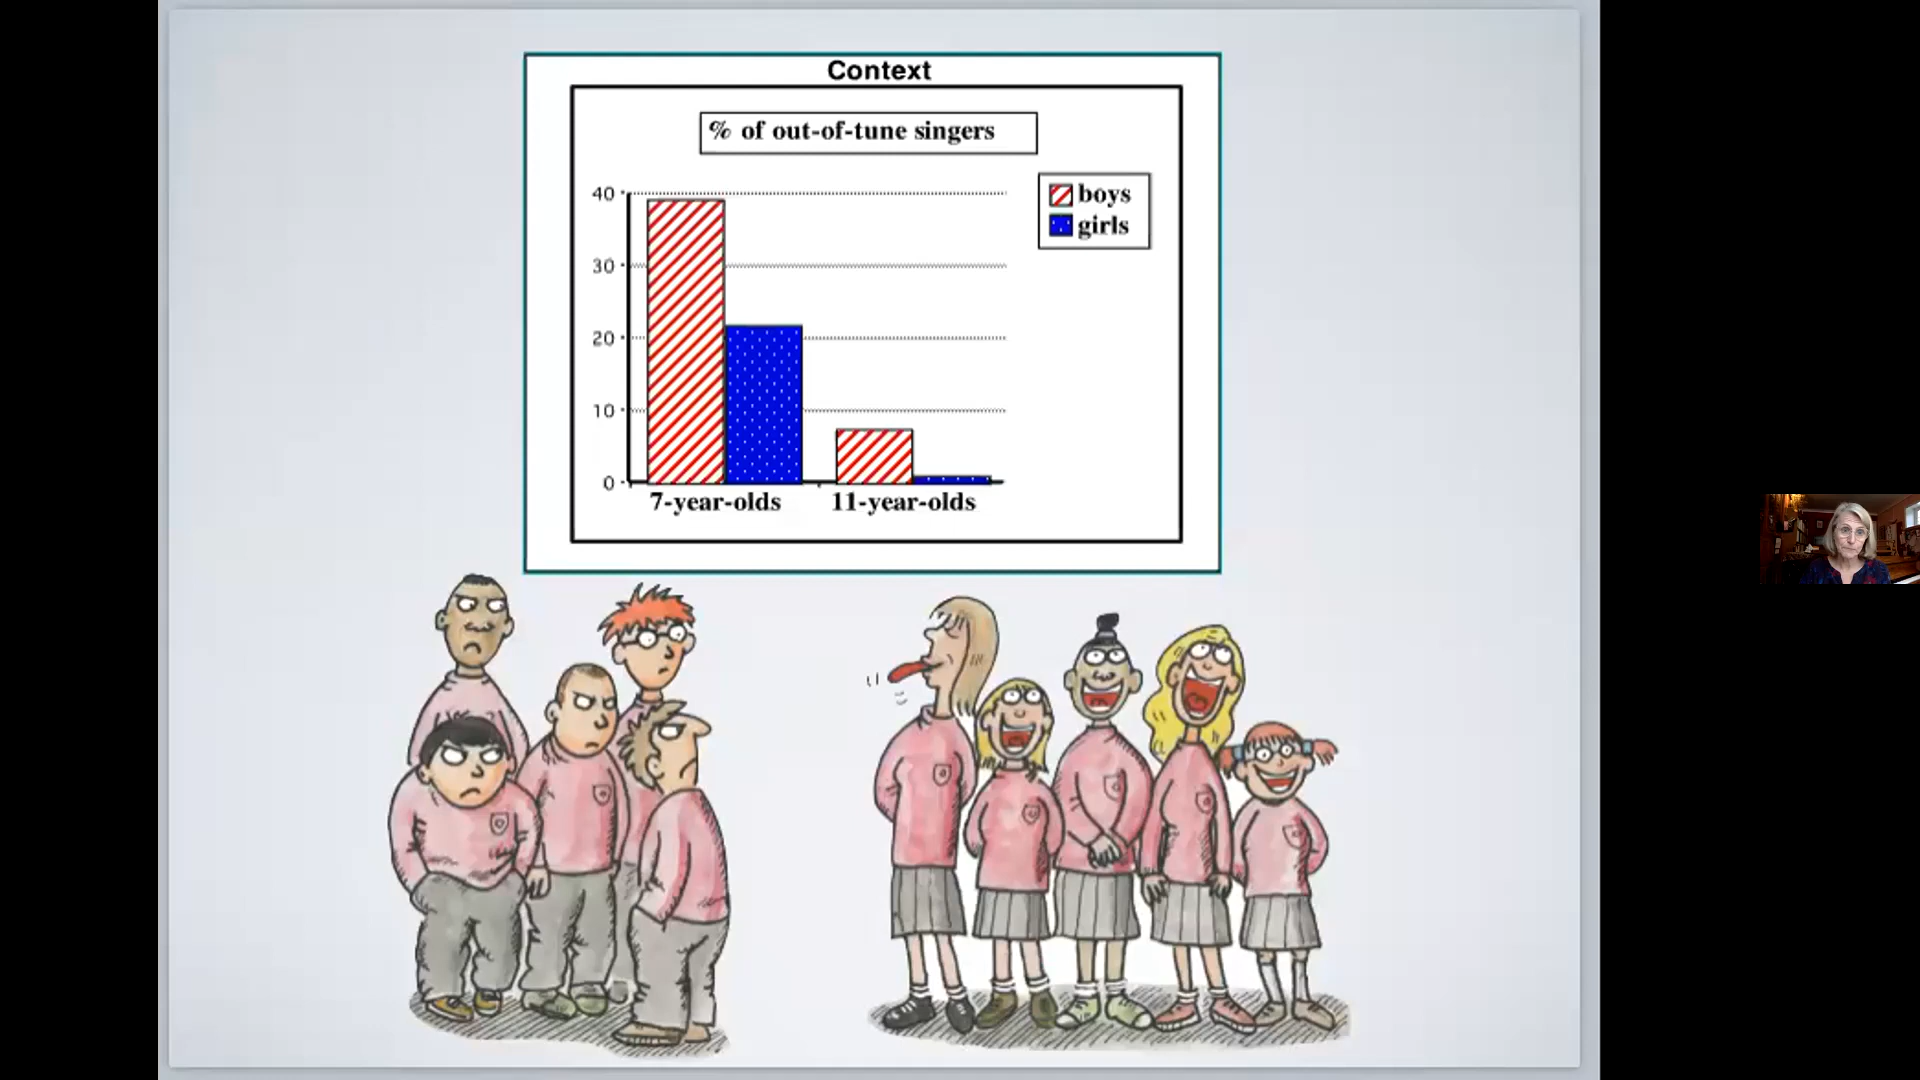 Context
% of out-of-tune singers
boys
girls
40
30
20
10
0
7-year-olds
11-year-olds